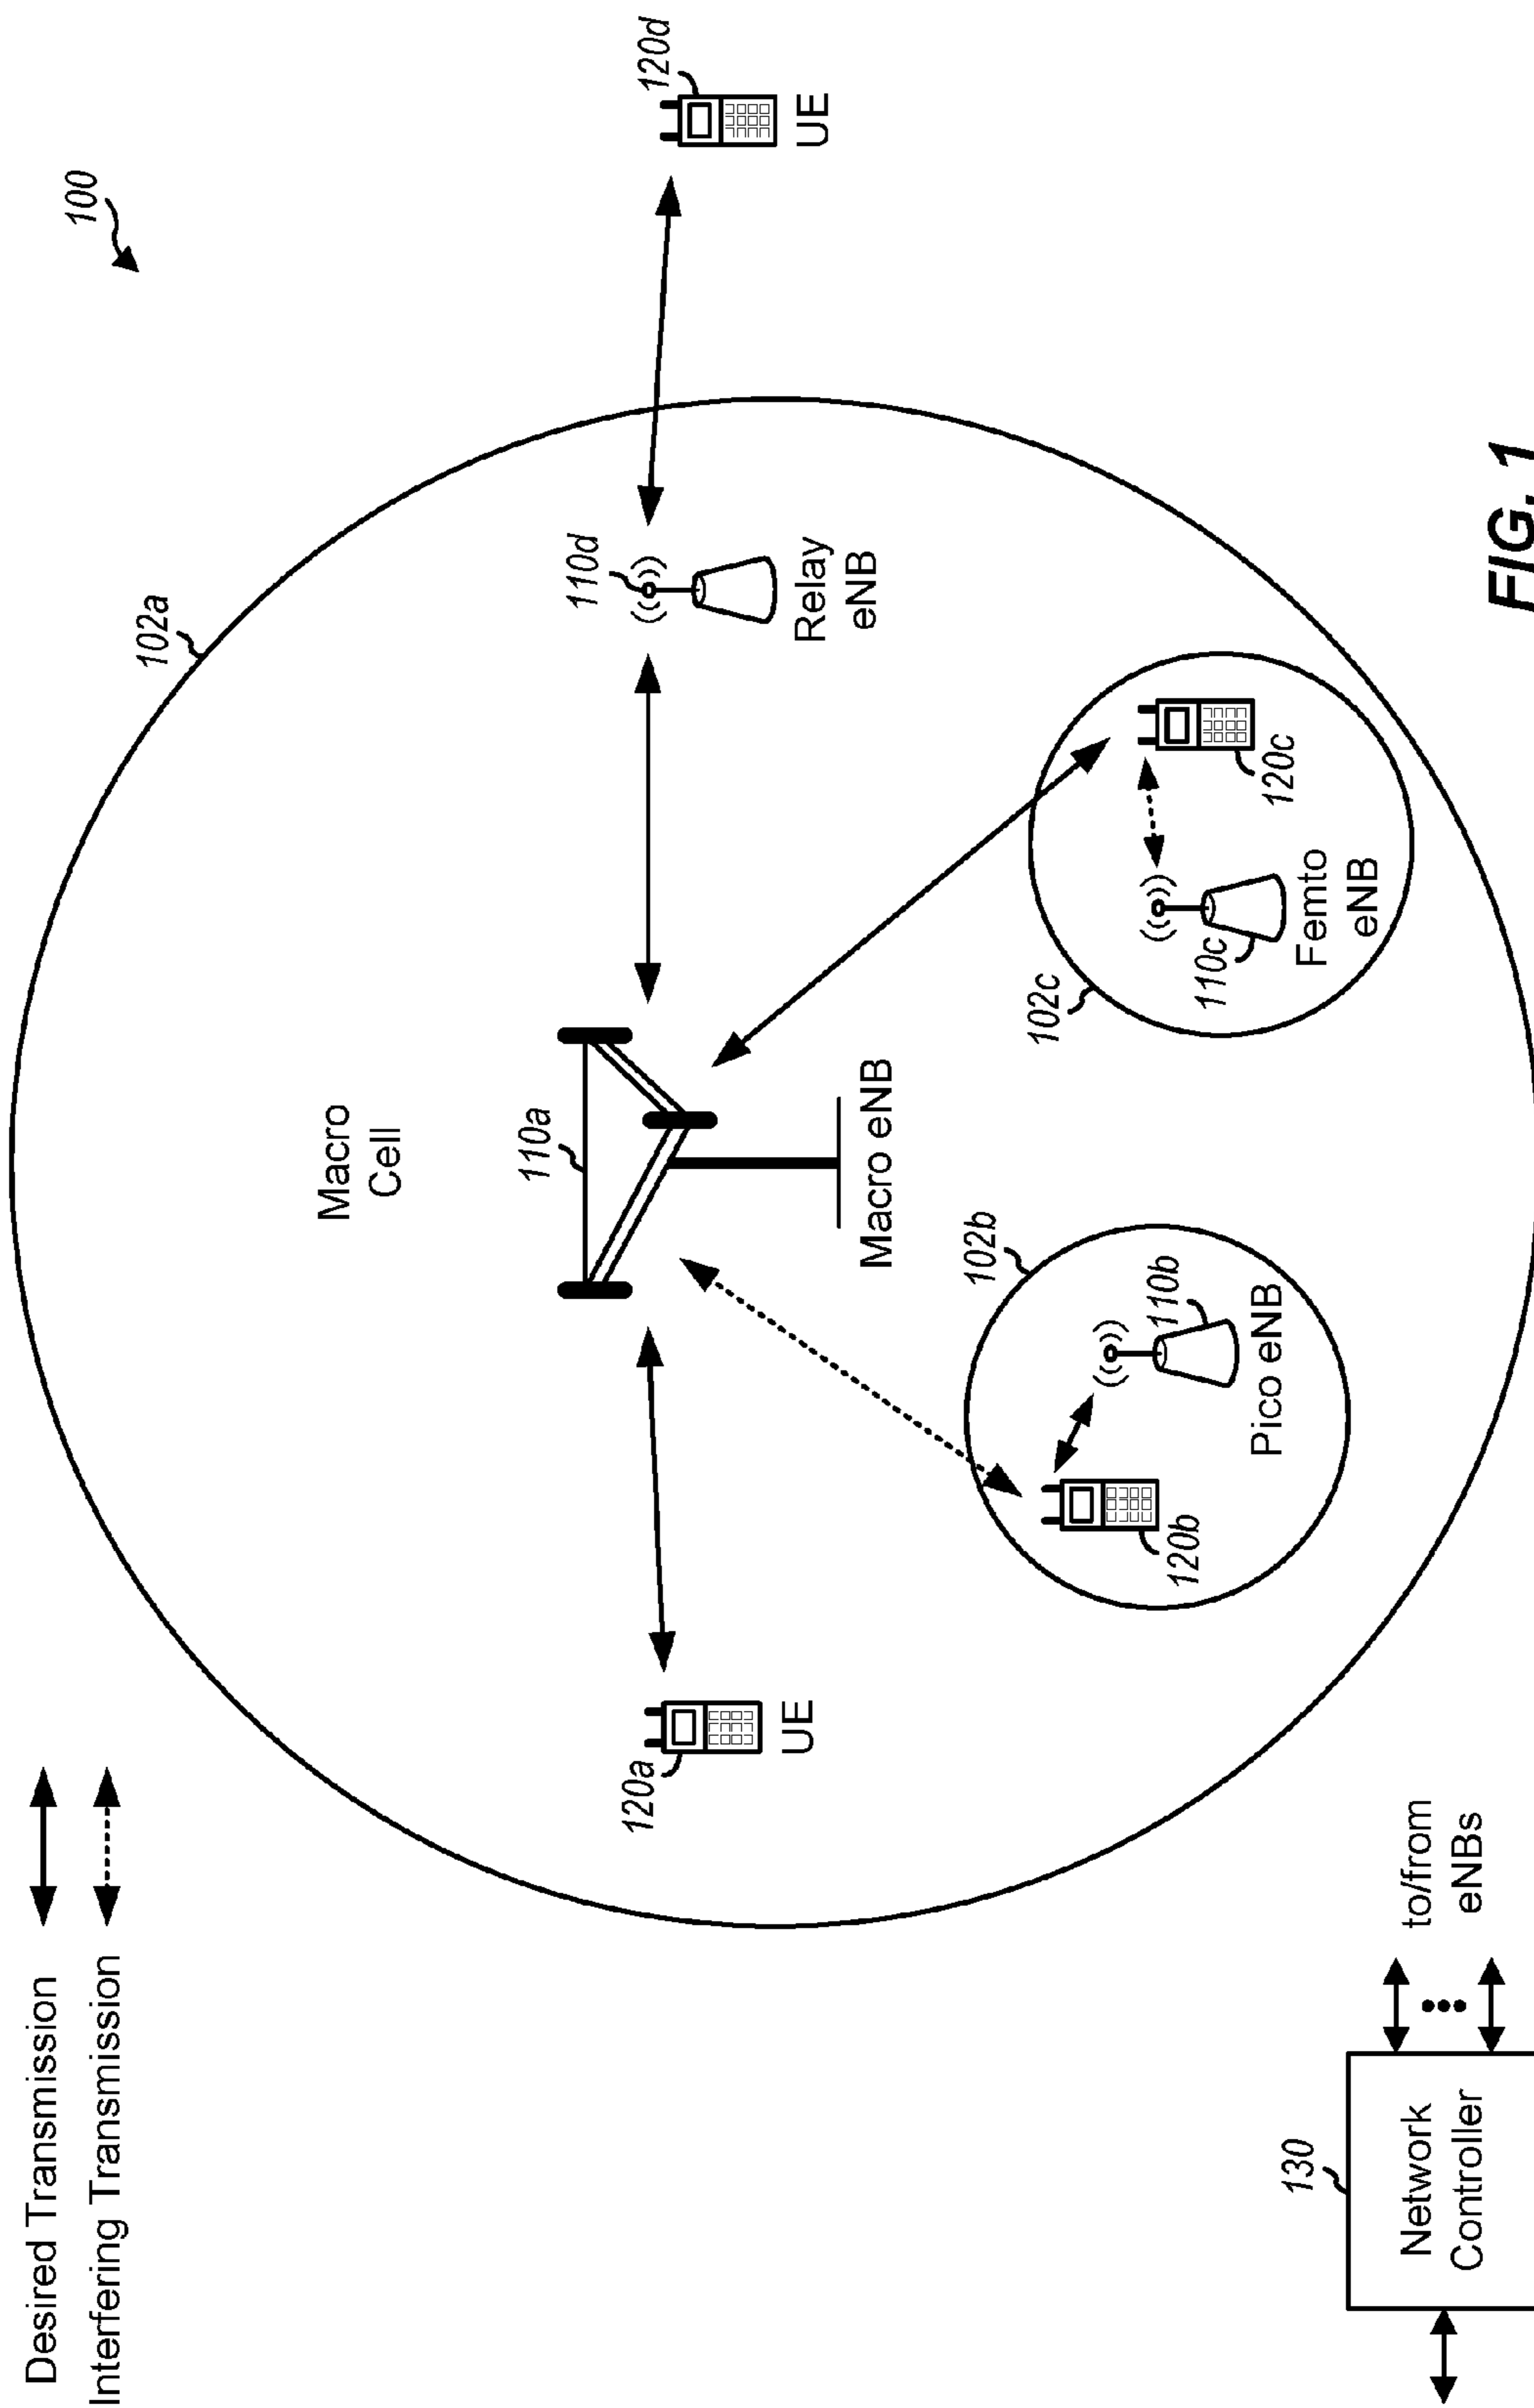 Desired Transmission
Interfering Transmission
100
102a
Macro
Cell
110a
Macro eNB
110d
Relay
eNB
120d
UE
120a
UE
102b
110b
Pico eNB
120b
102c
110c
Femto
eNB
120c
130
Network
Controller
to/from
eNBs
FIG. 1